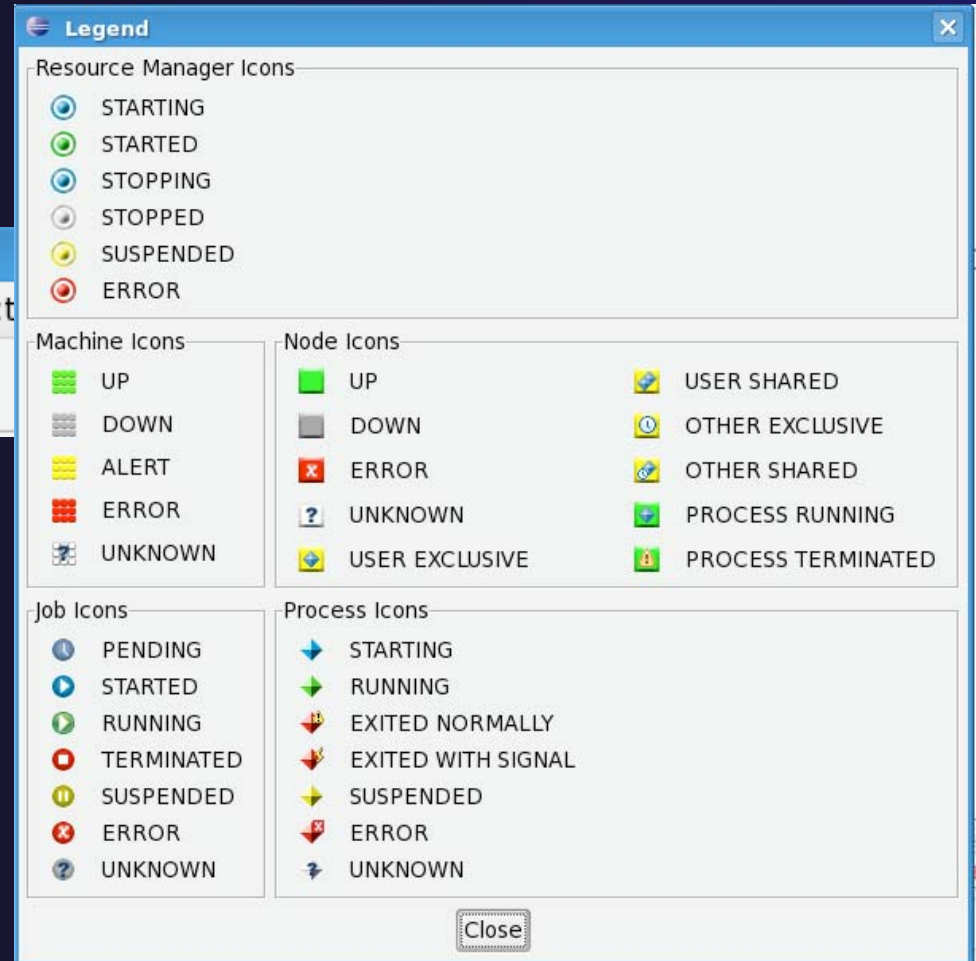 Legend
Resource Manager Icons
STARTING
STARTED
STOPPING
STOPPED
SUSPENDED
ERROR
Machine Icons
UP
DOWN
ALERT
ERROR
UNKNOWN
Node Icons
UP
DOWN
ERROR
UNKNOWN
USER EXCLUSIVE
USER SHARED
OTHER EXCLUSIVE
OTHER SHARED
PROCESS RUNNING
PROCESS TERMINATED
Job Icons
PENDING
STARTED
RUNNING
TERMINATED
SUSPENDED
ERROR
UNKNOWN
Process Icons
STARTING
RUNNING
EXITED NORMALLY
EXITED WITH SIGNAL
SUSPENDED
ERROR
UNKNOWN
Close